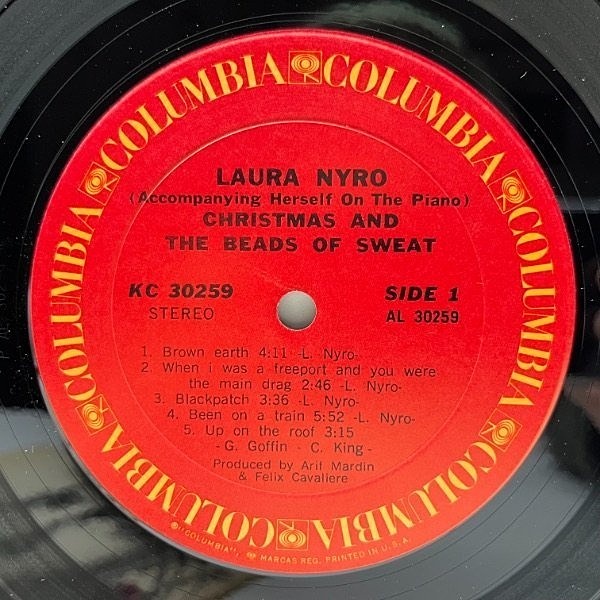 COLUMBIA COLUMBIA COLUMBIA COLUMBIA COLUMBIA COLUMBIA
LAURA NYRO
(Accompanying Herself On The Piano)
CHRISTMAS AND
THE BEADS OF SWEAT
KC 30259 SIDE 1
STEREO AL 30259
1. Brown earth 4:11 -L. Nyro-
2. When i was a freeport and you were
the main drag 2:46 -L. Nyro-
3. Blackpatch 3:36 -L. Nyro-
4. Been on a train 5:52 -L. Nyro-
5. Up on the roof 3:15
-G. Goffin - C. King-
Produced by Arif Mardin
& Felix Cavaliere
"COLUMBIA", MARCAS REG. PRINTED IN U.S.A.